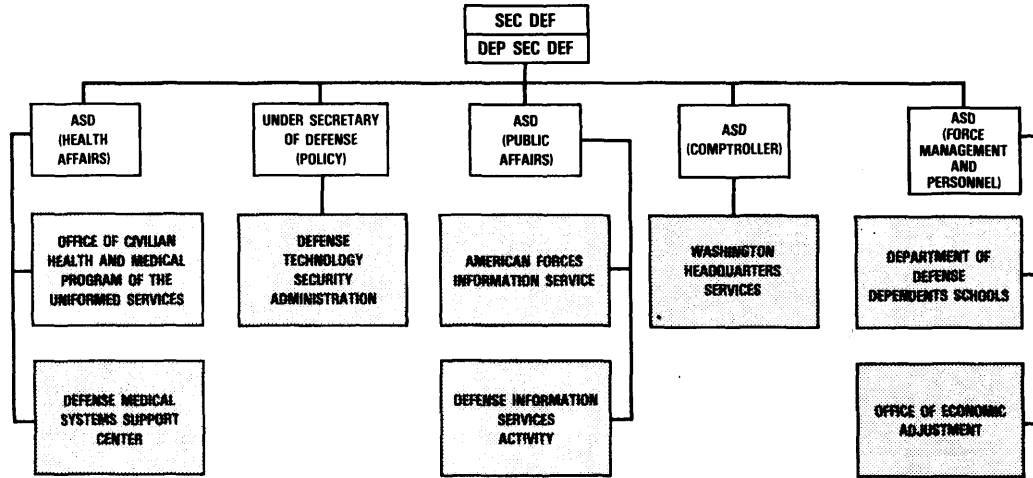 SEC DEF
DEP SEC DEF
ASD
(HEALTH
AFFAIRS)
UNDER SECRETARY
OF DEFENSE
(POLICY)
ASD
(PUBLIC
AFFAIRS)
ASD
(COMPTROLLER)
ASD
(FORCE
MANAGEMENT
AND
PERSONNEL)
OFFICE OF CIVILIAN
HEALTH AND MEDICAL
PROGRAM OF THE
UNIFORMED SERVICES
DEFENSE
TECHNOLOGY
SECURITY
ADMINISTRATION
AMERICAN FORCES
INFORMATION SERVICE
WASHINGTON
HEADQUARTERS
SERVICES
DEPARTMENT OF
DEFENSE
DEPENDENTS SCHOOLS
DEFENSE MEDICAL
SYSTEMS SUPPORT
CENTER
DEFENSE INFORMATION
SERVICES
ACTIVITY
OFFICE OF ECONOMIC
ADJUSTMENT